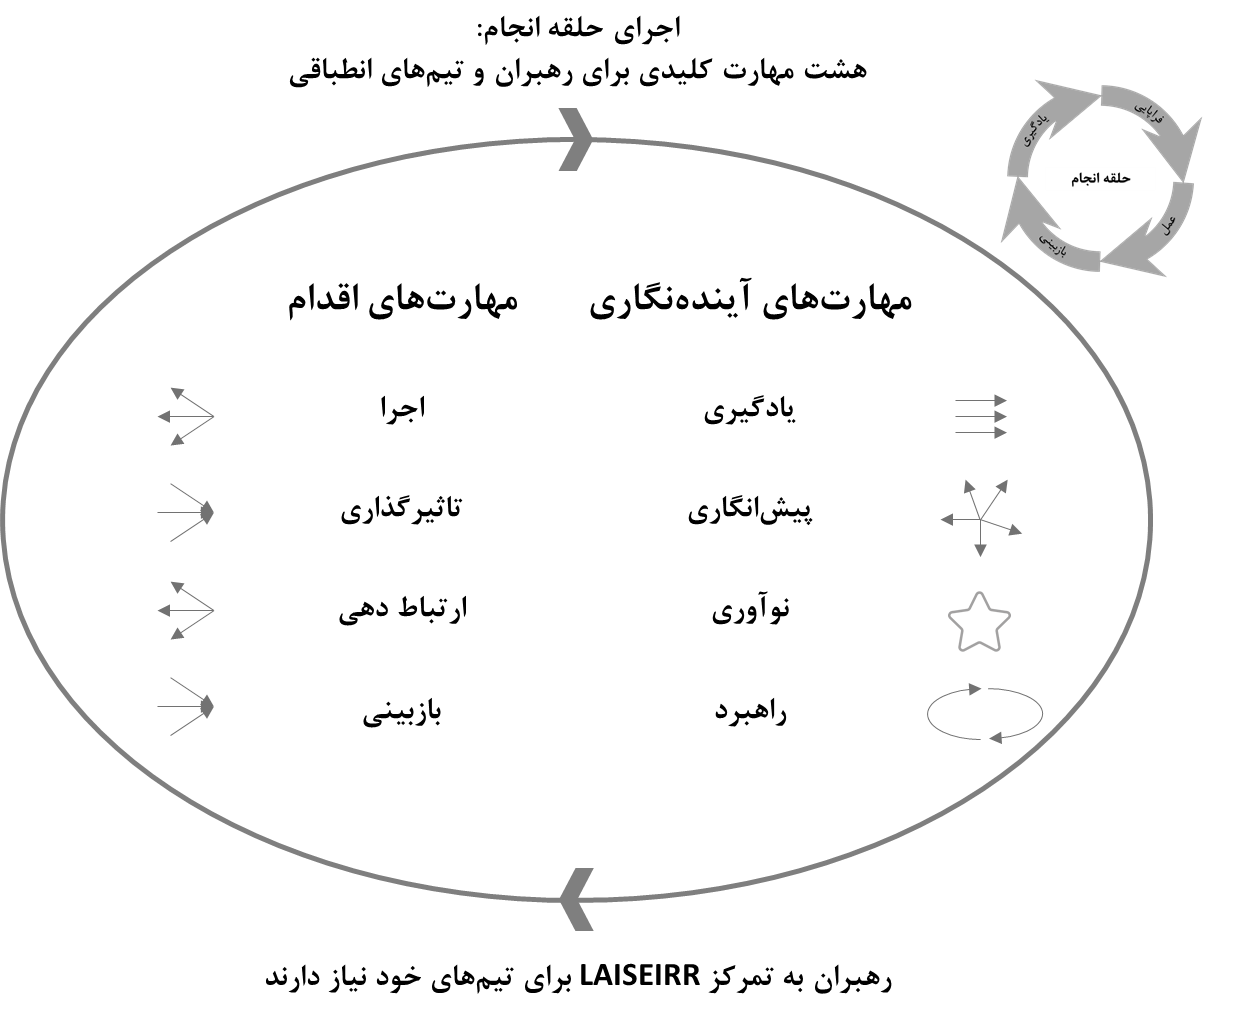 اجرای حلقه انجام:
هشت مهارت کلیدی برای رهبران و تیم‌های انطباقی
فراپایی
یادگیری
حلقه انجام
عمل
بازبینی
مهارت‌های آینده‌نگاری
مهارت‌های اقدام
یادگیری
اجرا
پیش‌انگاری
تاثیرگذاری
نوآوری
ارتباط دهی
راهبرد
بازبینی
رهبران به تمرکز LAISEIRR برای تیم‌های خود نیاز دارند